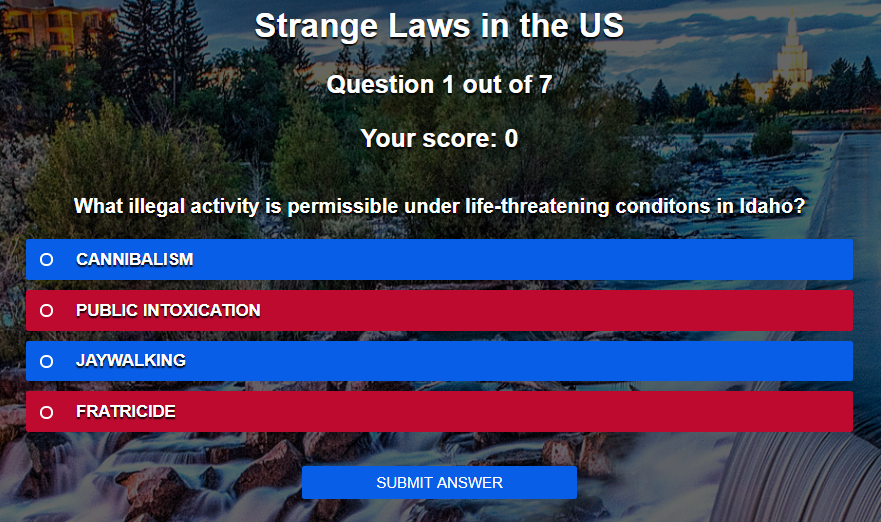 Strange Laws in the US
Question 1 out of 7
Your score: 0
What illegal activity is permissible under life-threatening conditons in Idaho?
CANNIBALISM
PUBLIC INTOXICATION
JAYWALKING
FRATRICIDE
SUBMIT ANSWER